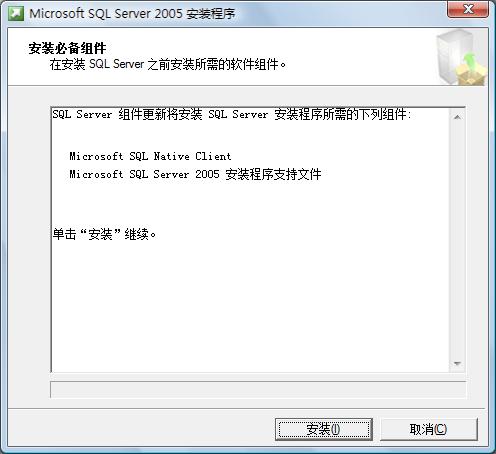 Microsoft SQL Server 2005 安装程序
安装必备组件
在安装 SQL Server 之前安装所需的软件组件。
SQL Server 组件更新将安装 SQL Server 安装程序所需的下列组件:
Microsoft SQL Native Client
Microsoft SQL Server 2005 安装程序支持文件
单击“安装”继续。
安装(I)
取消(C)